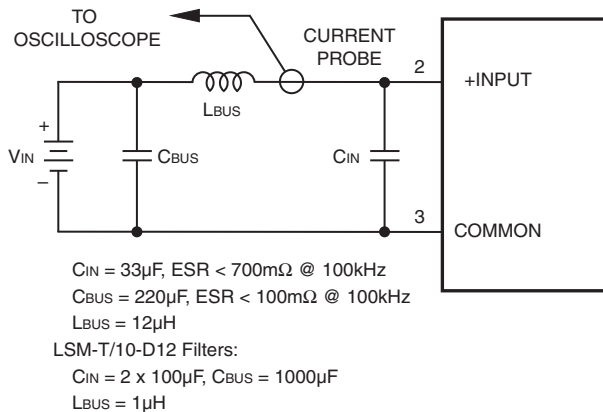 TO
OSCILLOSCOPE
CURRENT
PROBE
2
+INPUT
LBUS
+
VIN
–
CBUS
CIN
3
COMMON
CIN = 33µF, ESR < 700mΩ @ 100kHz
CBUS = 220µF, ESR < 100mΩ @ 100kHz
LBUS = 12µH
LSM-T/10-D12 Filters:
CIN = 2 x 100µF, CBUS = 1000µF
LBUS = 1µH